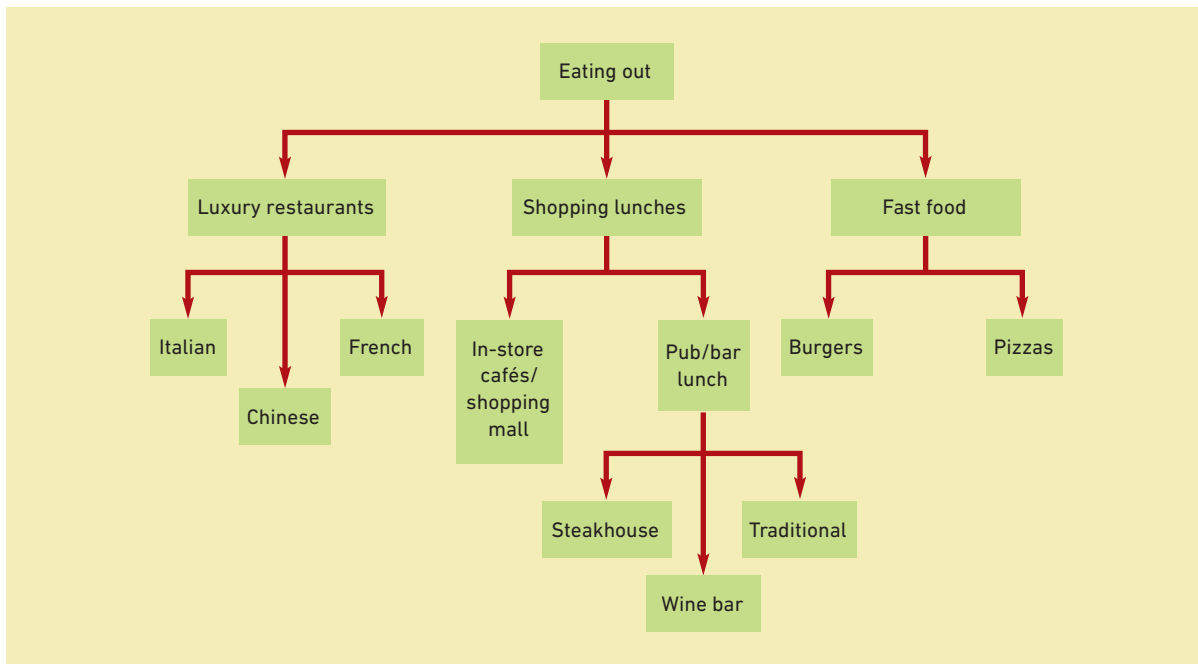 Eating out
Luxury restaurants
Shopping lunches
Fast food
Italian
Chinese
French
In-store
cafés/
shopping
mall
Pub/bar
lunch
Burgers
Pizzas
Steakhouse
Wine bar
Traditional